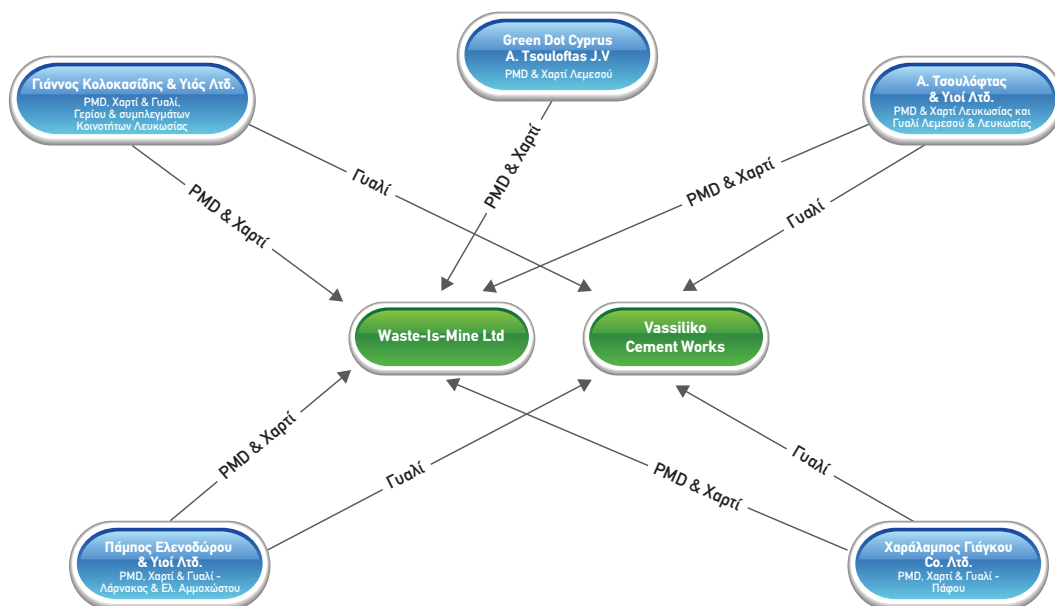 Green Dot Cyprus
A. Tsouloftas J.V
PMD & Χαρτί Λεμεσού
Γιάννος Κολοκασίδης & Υιός Λτδ.
PMD, Χαρτί & Γυαλί,
Γερίου & συμπλεγμάτων
Κοινοτήτων Λευκωσίας
Α. Τσουλόφτας
& Υιοί Λτδ.
PMD & Χαρτί Λευκωσίας και
Γυαλί Λεμεσού & Λευκωσίας
PMD & Χαρτί
Γυαλί
PMD & Χαρτί
PMD & Χαρτί
Γυαλί
Waste-Is-Mine Ltd
Vassiliko
Cement Works
PMD & Χαρτί
Γυαλί
PMD & Χαρτί
Γυαλί
Πάμπος Ελενοδώρου
& Υιοί Λτδ.
PMD, Χαρτί & Γυαλί -
Λάρνακας & Ελ. Αμμοχώστου
Χαράλαμπος Γιάγκου
Co. Λτδ.
PMD, Χαρτί & Γυαλί -
Πάφου